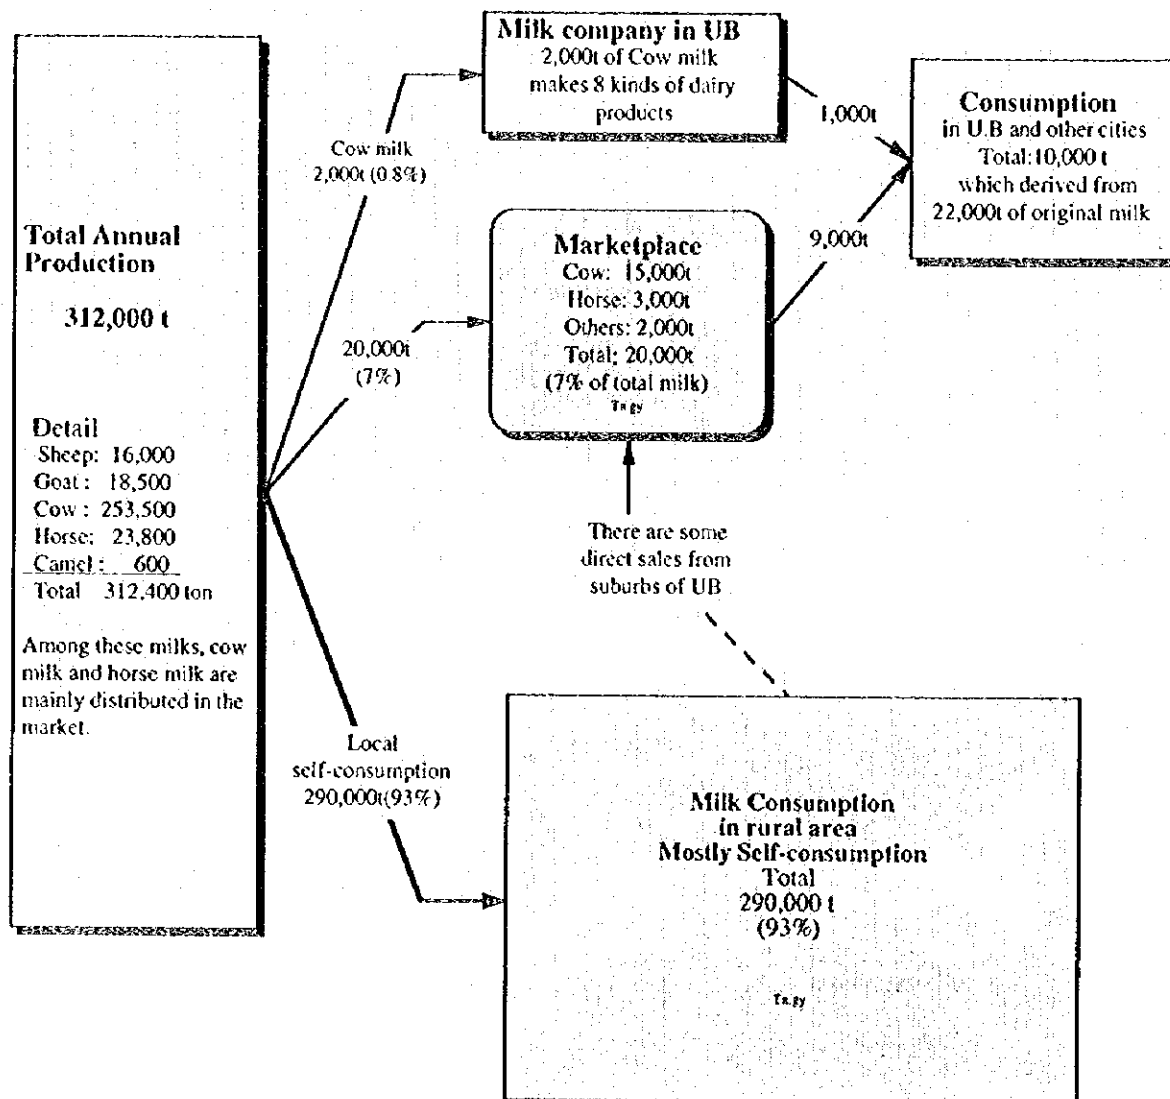 Total Annual
Production
312,000 t
Detail
Sheep: 16,000
Goat : 18,500
Cow : 253,500
Horse: 23,800
Camel : 600
Total 312,400 ton
Among these milks, cow
milk and horse milk are
mainly distributed in the
market.
Cow milk
2,000t (0.8%)
20,000t
(7%)
Local
self-consumption
290,000t(93%)
Milk company in UB
2,000t of Cow milk
makes 8 kinds of dairy
products
1,000t
Marketplace
Cow: 15,000t
Horse: 3,000t
Others: 2,000t
Total: 20,000t
(7% of total milk)
9,000t
Consumption
in U.B and other cities
Total:10,000 t
which derived from
22,000t of original milk
There are some
direct sales from
suburbs of UB
Milk Consumption
in rural area
Mostly Self-consumption
Total
290,000 t
(93%)